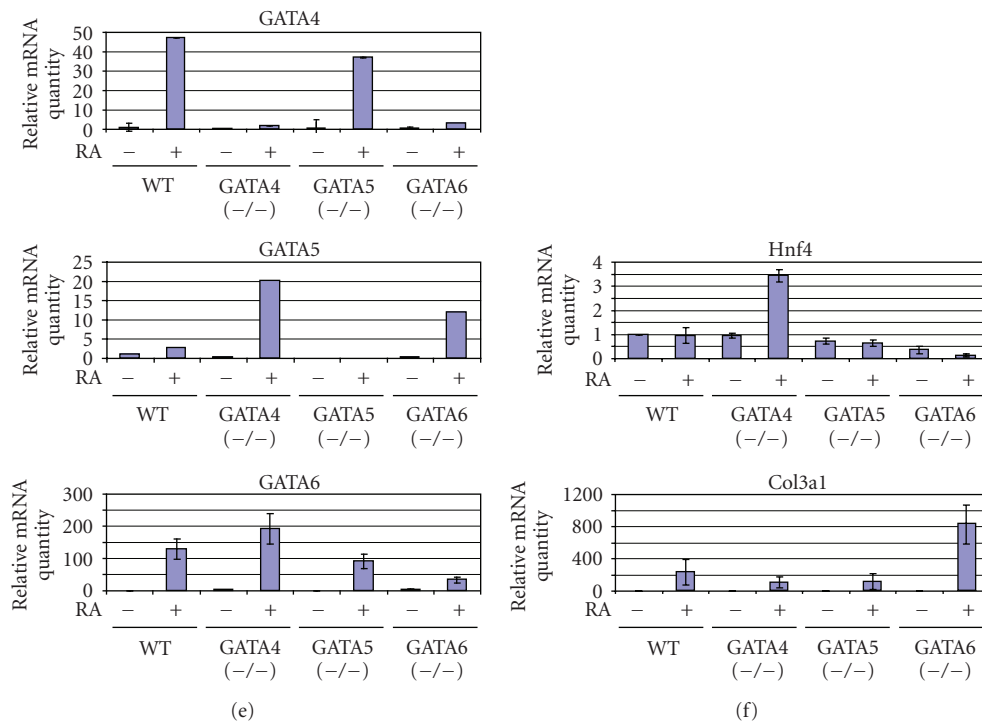 GATA4
Relative mRNA
quantity
50
40
30
20
10
0
RA − + − + − + − +
WT GATA4 GATA5 GATA6
(−/−) (−/−) (−/−)
GATA5
Relative mRNA
quantity
25
20
15
10
5
0
RA − + − + − + − +
WT GATA4 GATA5 GATA6
(−/−) (−/−) (−/−)
GATA6
Relative mRNA
quantity
300
200
100
0
RA − + − + − + − +
WT GATA4 GATA5 GATA6
(−/−) (−/−) (−/−)
(e)
Hnf4
Relative mRNA
quantity
4
3
2
1
0
RA − + − + − + − +
WT GATA4 GATA5 GATA6
(−/−) (−/−) (−/−)
Col3a1
Relative mRNA
quantity
1200
800
400
0
RA − + − + − + − +
WT GATA4 GATA5 GATA6
(−/−) (−/−) (−/−)
(f)